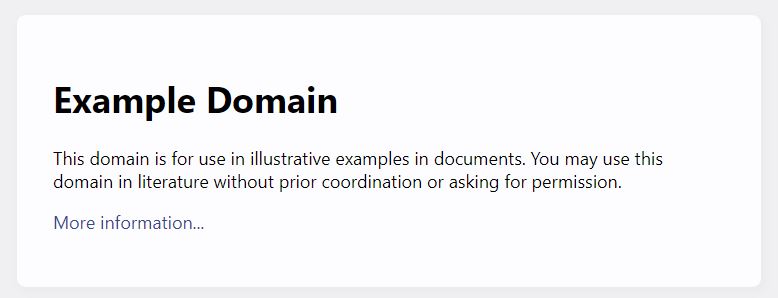 Example Domain
This domain is for use in illustrative examples in documents. You may use this
domain in literature without prior coordination or asking for permission.
More information...